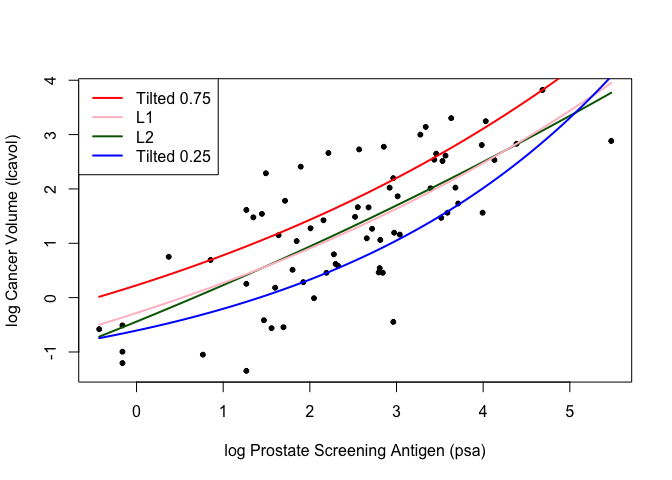 Tilted 0.75
L1
L2
Tilted 0.25
log Cancer Volume (lcavol)
4
3
2
1
0
-1
0 1 2 3 4 5
log Prostate Screening Antigen (psa)